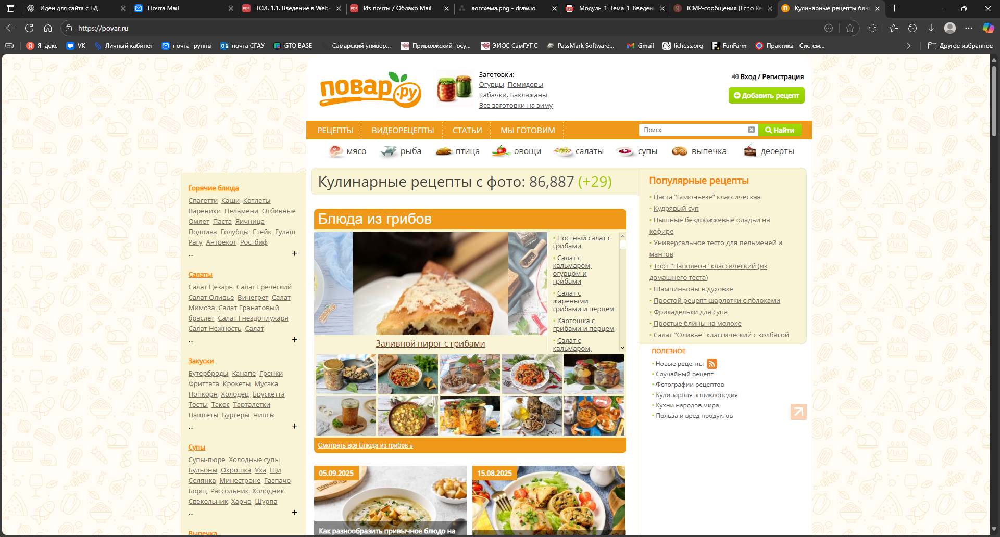 Идеи для сайта с БД
Почта Mail
ТСИ. 1.1. Введение в Web-
Из почты / Облако Mail
логсхема.png - draw.io
Модуль_1_Тема_1_Введен
ICMP-сообщения (Echo Re
Кулинарные рецепты блю
https://povar.ru
Яндекс
VK
Личный кабинет
почта группы
почта СГАУ
GTO BASE
Самарский универ...
Приволжский госу...
ЭИОС СамГУПС
PassMark Software...
Gmail
lichess.org
FunFarm
Практика - Систем...
Другое избранное
повар.ру
Заготовки:
Огурцы, Помидоры
Кабачки, Баклажаны
Все заготовки на зиму
Вход / Регистрация
Добавить рецепт
РЕЦЕПТЫ
ВИДЕОРЕЦЕПТЫ
СТАТЬИ
МЫ ГОТОВИМ
Поиск
Найти
мясо
рыба
птица
овощи
салаты
супы
выпечка
десерты
Горячие блюда
Спагетти Каши Котлеты
Вареники Пельмени Отбивные
Омлет Паста Яичница
Подлива Голубцы Стейк Гуляш
Рагу Антрекот Ростбиф
... +
Салаты
Салат Цезарь Салат Греческий
Салат Оливье Винегрет Салат
Мимоза Салат Гранатовый
браслет Салат Гнездо глухаря
Салат Нежность Салат
... +
Закуски
Бутерброды Канапе Гренки
Фриттата Крокеты Мусака
Попкорн Холодец Брускетта
Тосты Такос Тарталетки
Паштеты Бургеры Чипсы
... +
Супы
Супы-пюре Холодные супы
Бульоны Окрошка Уха Щи
Солянка Минестроне Гаспачо
Борщ Рассольник Холодник
Свекольник Харчо Шурпа
... +
Выпечка
Кулинарные рецепты с фото: 86,887 (+29)
Блюда из грибов
Заливной пирог с грибами
• Постный салат с
грибами
• Салат с
кальмаром,
огурцом и
грибами
• Салат с
жареными
грибами и перцем
• Картошка с
грибами и перцем
• Салат с
кальмаром,
Смотреть все Блюда из грибов »
05.09.2025
Как разнообразить привычное блюдо на
15.08.2025
Популярные рецепты
• Паста "Болоньезе" классическая
• Кудрявый суп
• Пышные бездрожжевые оладьи на
кефире
• Универсальное тесто для пельменей и
мантов
• Торт "Наполеон" классический (из
домашнего теста)
• Шампиньоны в духовке
• Простой рецепт шарлотки с яблоками
• Фрикадельки для супа
• Простые блины на молоке
• Салат "Оливье" классический с колбасой
ПОЛЕЗНОЕ
• Новые рецепты
• Случайный рецепт
• Фотографии рецептов
• Кулинарная энциклопедия
• Кухни народов мира
• Польза и вред продуктов